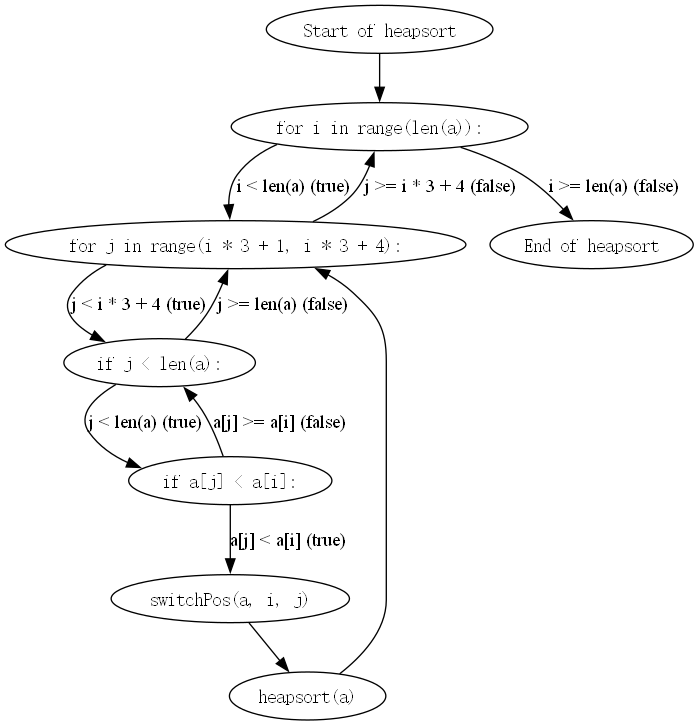 Start of heapsort
for i in range(len(a)):
i < len(a) (true)
j >= i * 3 + 4 (false)
i >= len(a) (false)
for j in range(i * 3 + 1, i * 3 + 4):
End of heapsort
j < i * 3 + 4 (true)
j >= len(a) (false)
if j < len(a):
j < len(a) (true)
a[j] >= a[i] (false)
if a[j] < a[i]:
a[j] < a[i] (true)
switchPos(a, i, j)
heapsort(a)